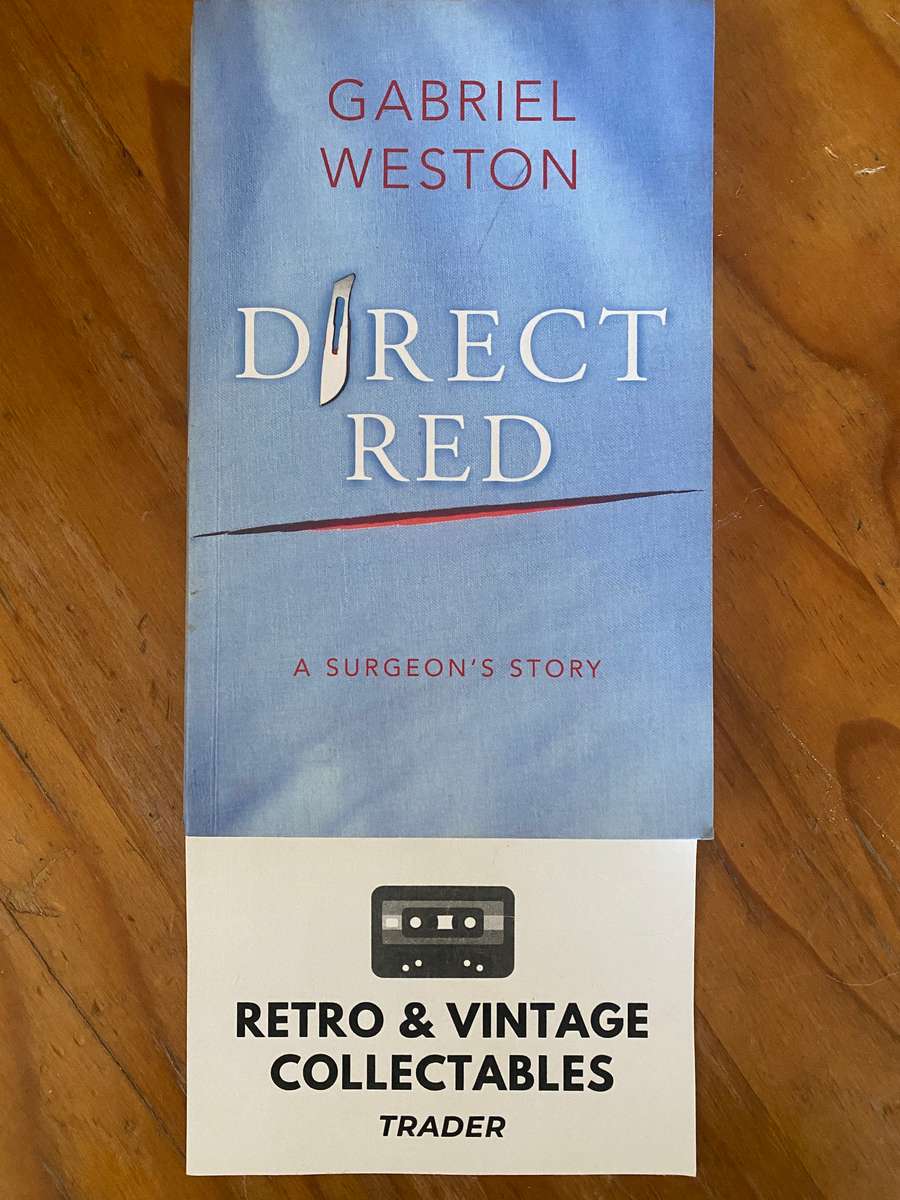 GABRIEL
WESTON
DIRECT
RED
A SURGEON'S STORY
RETRO & VINTAGE
COLLECTABLES
TRADER